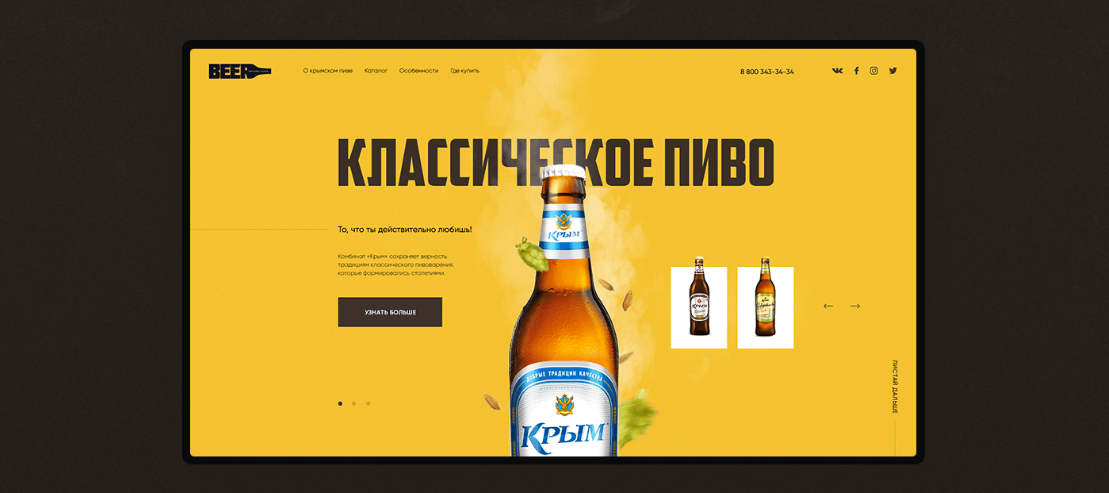 BEER
О крымском пиве
Каталог
Особенности
Где купить
8 800 343-34-34
КЛАССИЧЕСКОЕ ПИВО
То, что ты действительно любишь!
Комбинат «Крым» сохраняет верность
традициям классического пивоварения,
которые формировались столетиями.
УЗНАТЬ БОЛЬШЕ
Крым
ДОБРЫЕ ТРАДИЦИИ КАЧЕСТВА
Крым
Крым
ЛИСТАЙ ДАЛЬШЕ